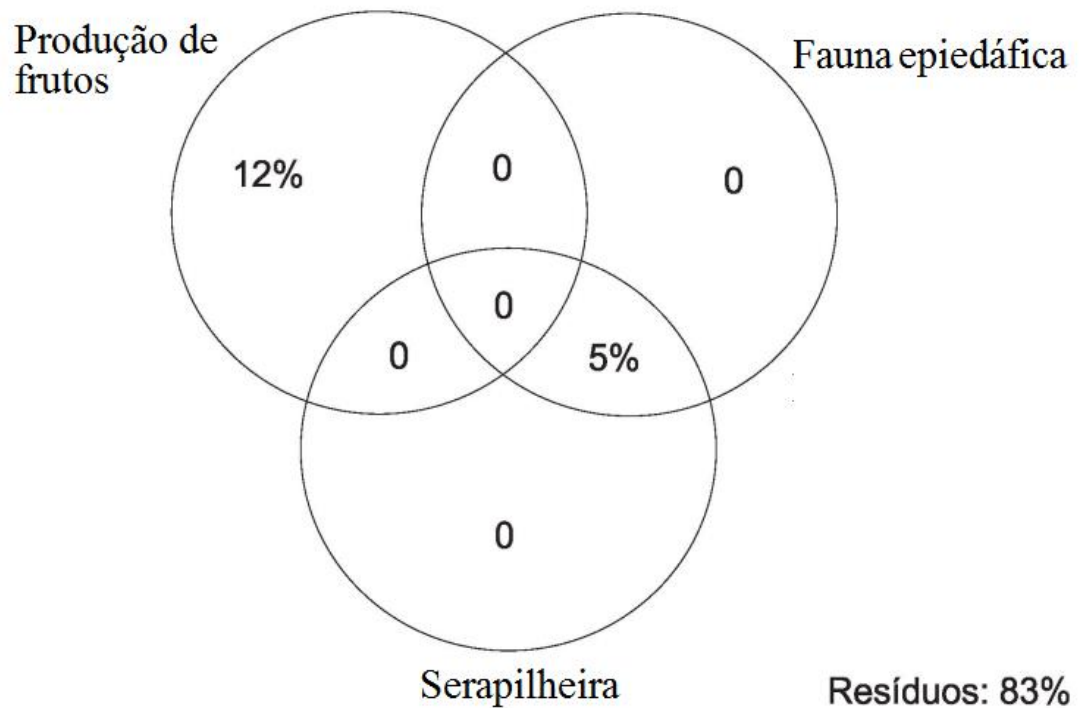 Produção de
frutos
Fauna epiedáfica
12%
0
0
0
0
5%
0
Serapilheira
Resíduos: 83%